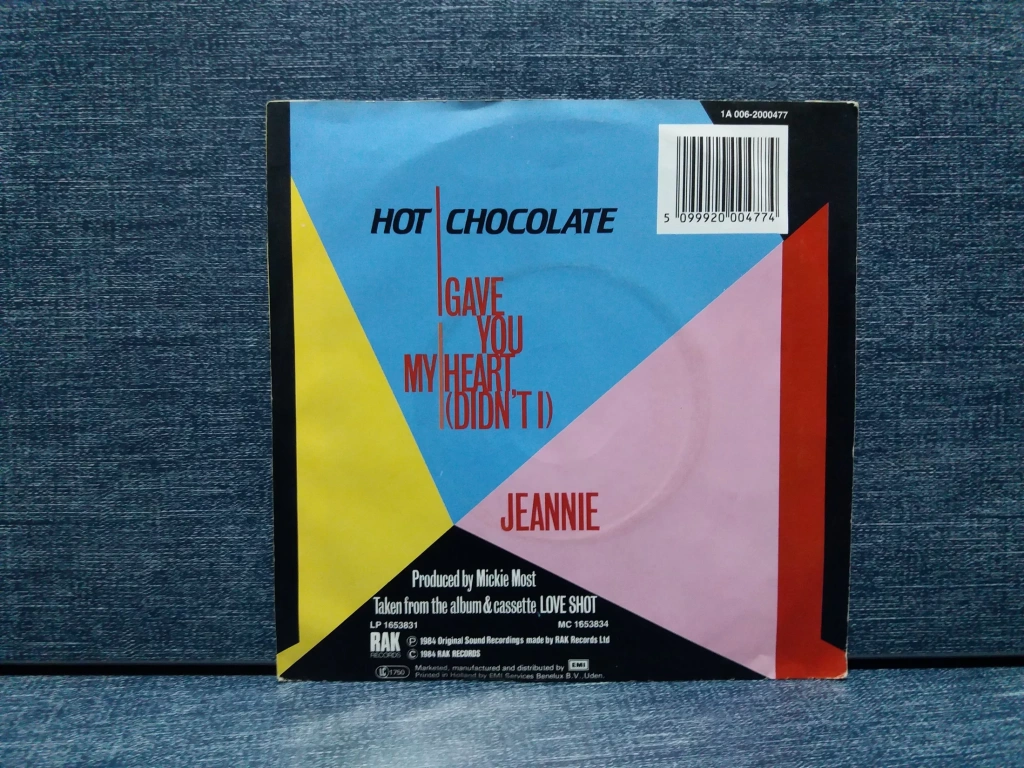 1A 006-2000477
5 099920 004774
HOT CHOCOLATE
I GAVE
YOU
MY HEART,
(DIDN'T I)
JEANNIE
Produced by Mickie Most
Taken from the album & cassette, LOVE SHOT
LP 1653831 MC 1653834
RAK
RECORDS
Ⓟ 1984 Original Sound Recordings made by RAK Records Ltd
© 1984 RAK RECORDS
1750
Marketed, manufactured and distributed by EMI
Printed in Holland by EMI Services Benelux B.V., Uden.